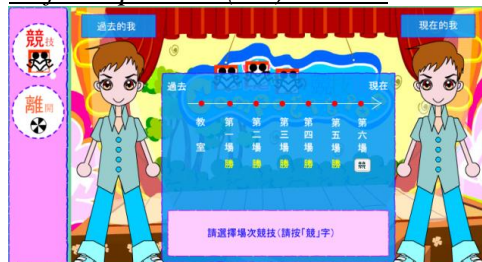 競技
離開
過去的我
現在的我
過去
現在
教室
第一場
勝
第二場
勝
第三場
勝
第四場
勝
第五場
勝
第六場
競
請選擇場次競技(請按「競」字)